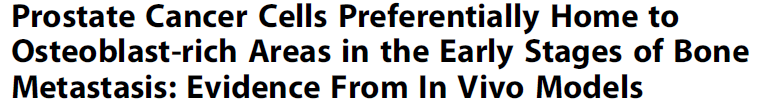 Prostate Cancer Cells Preferentially Home to
Osteoblast-rich Areas in the Early Stages of Bone
Metastasis: Evidence From In Vivo Models